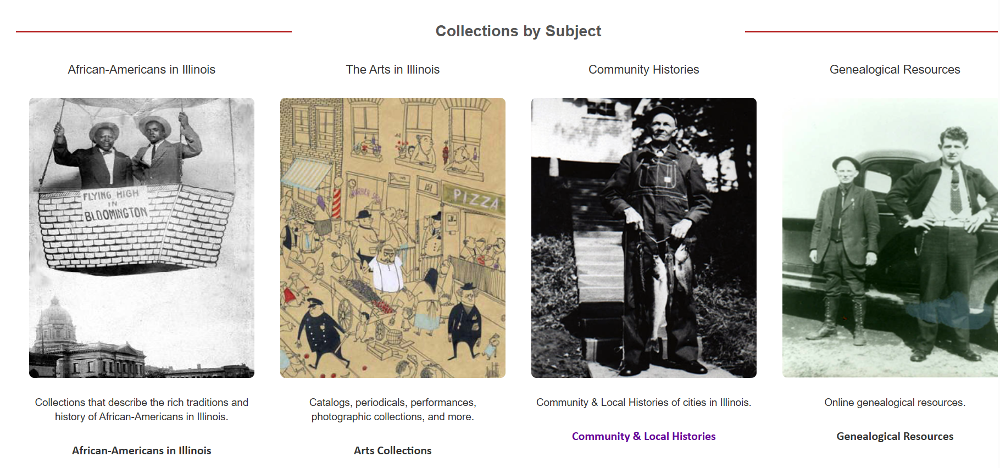 Collections by Subject
African-Americans in Illinois
The Arts in Illinois
Community Histories
Genealogical Resources
FLYING HIGH
IN
BLOOMINGTON
BARBER SHOP
151
PIZZA
Collections that describe the rich traditions and
history of African-Americans in Illinois.
Catalogs, periodicals, performances,
photographic collections, and more.
Community & Local Histories of cities in Illinois.
Online genealogical resources.
African-Americans in Illinois
Arts Collections
Community & Local Histories
Genealogical Resources